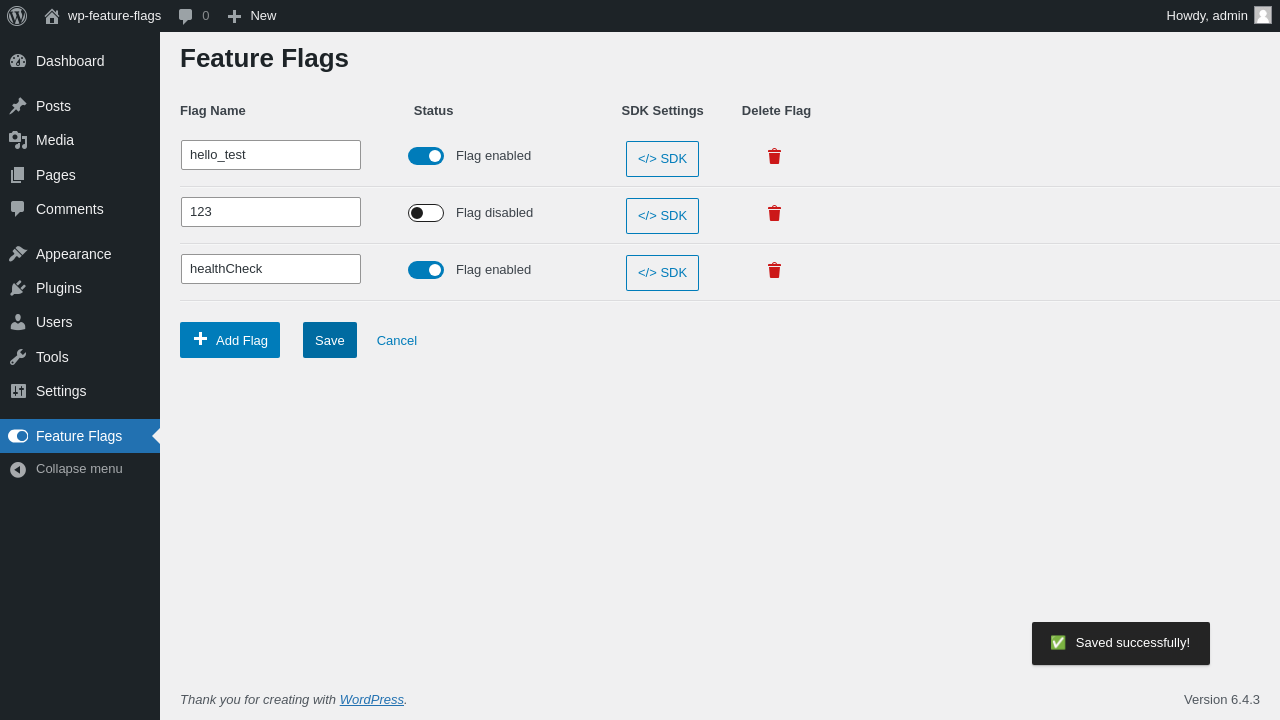 wp-feature-flags 0 New Howdy, admin
Dashboard
Posts
Media
Pages
Comments
Appearance
Plugins
Users
Tools
Settings
Feature Flags
Collapse menu
Feature Flags
Flag Name Status SDK Settings Delete Flag
hello_test Flag enabled </> SDK
123 Flag disabled </> SDK
healthCheck Flag enabled </> SDK
Add Flag Save Cancel
✅ Saved successfully!
Thank you for creating with WordPress. Version 6.4.3